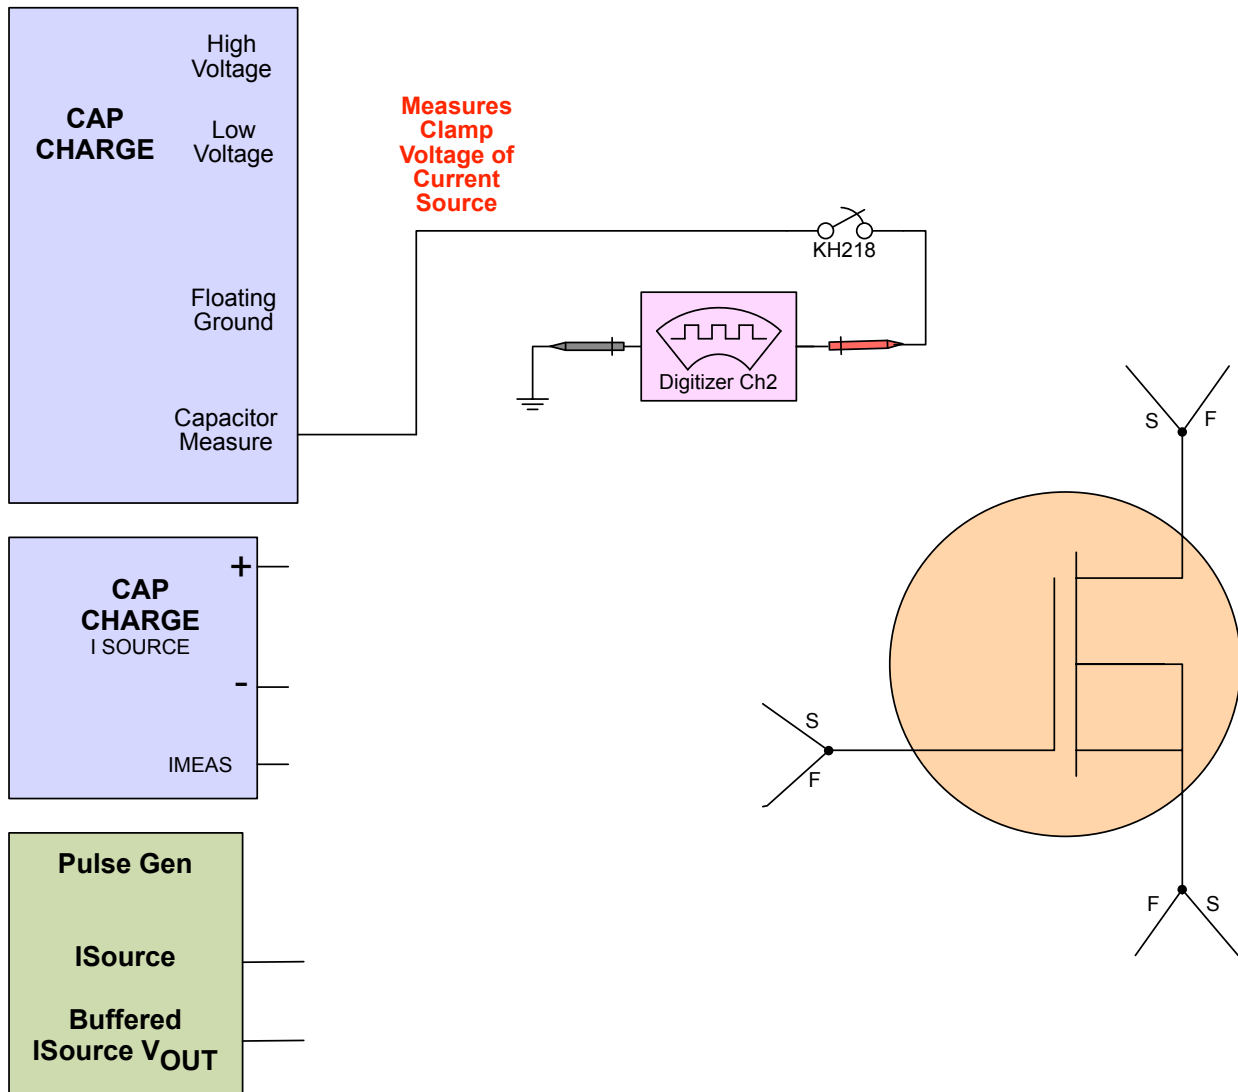 High
Voltage
CAP
CHARGE
Low
Voltage
Floating
Ground
Capacitor
Measure
Measures
Clamp
Voltage of
Current
Source
KH218
Digitizer Ch2
S
F
CAP
CHARGE
I SOURCE
+
-
IMEAS
S
F
F
S
Pulse Gen
ISource
Buffered
ISource VOUT